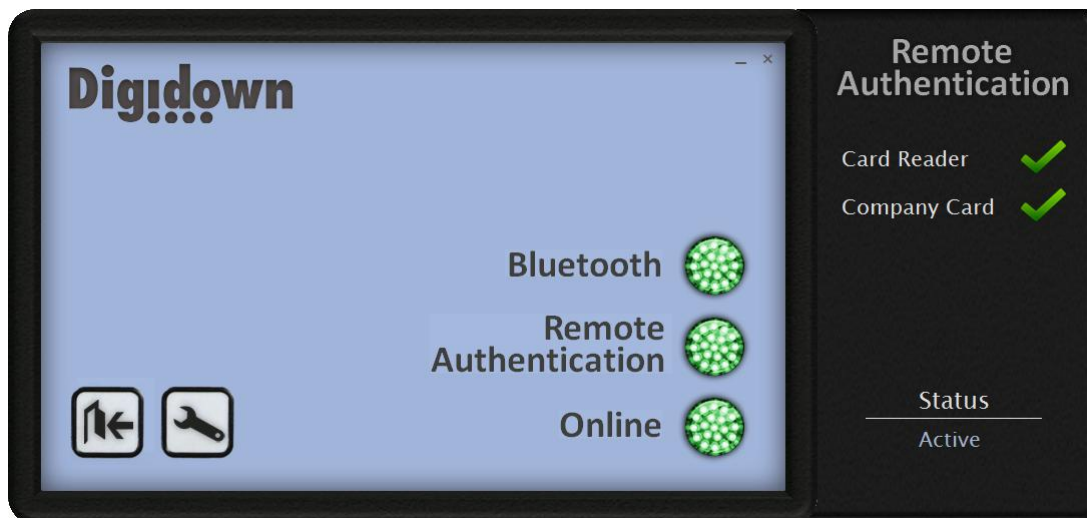 Digidown
Bluetooth
Remote
Authentication
Online
Remote
Authentication
Card Reader
Company Card
Status
Active